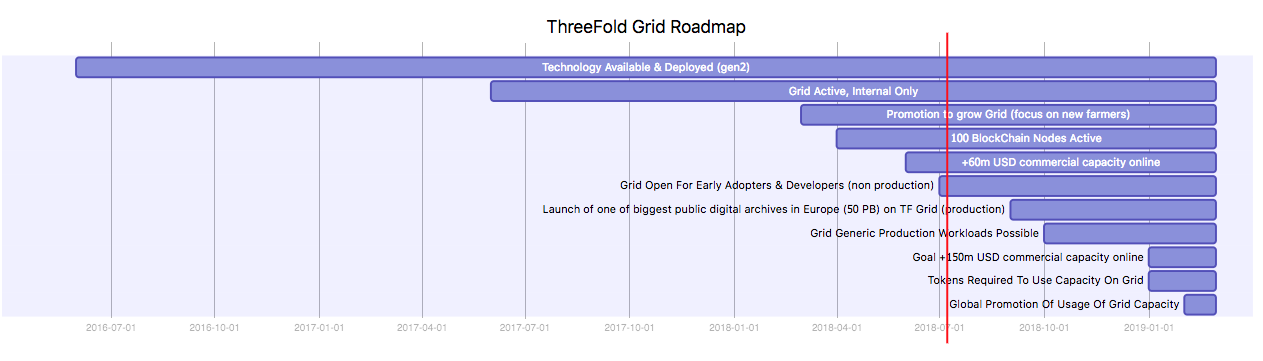 ThreeFold Grid Roadmap
Technology Available & Deployed (gen2)
Grid Active, Internal Only
Promotion to grow Grid (focus on new farmers)
100 BlockChain Nodes Active
+60m USD commercial capacity online
Grid Open For Early Adopters & Developers (non production)
Launch of one of biggest public digital archives in Europe (50 PB) on TF Grid (production)
Grid Generic Production Workloads Possible
Goal +150m USD commercial capacity online
Tokens Required To Use Capacity On Grid
Global Promotion Of Usage Of Grid Capacity
2016-07-01 2016-10-01 2017-01-01 2017-04-01 2017-07-01 2017-10-01 2018-01-01 2018-04-01 2018-07-01 2018-10-01 2019-01-01